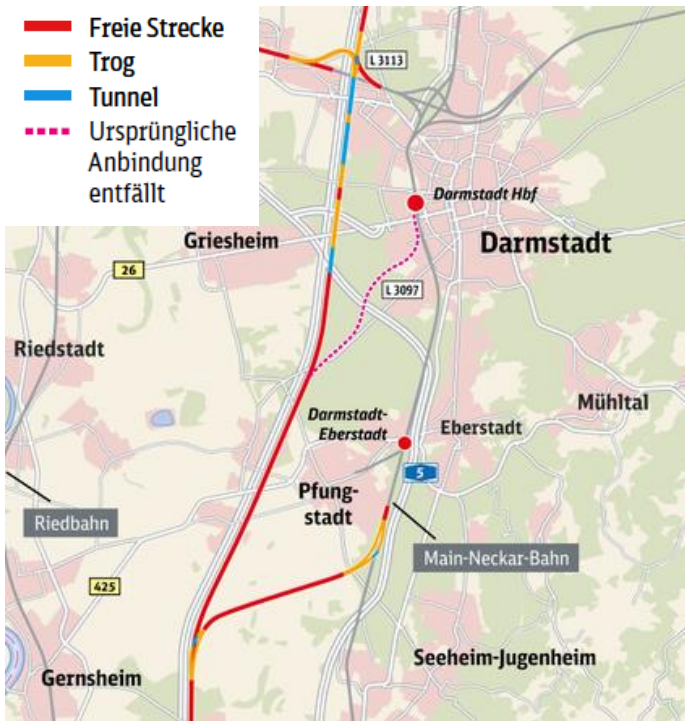 Freie Strecke
Trog
Tunnel
Ursprüngliche
Anbindung
entfällt
L 3113
Darmstadt Hbf
Griesheim
Darmstadt
26
L 3097
Riedstadt
Mühltal
Darmstadt-
Eberstadt
Eberstadt
5
Pfung-
stadt
Riedbahn
Main-Neckar-Bahn
425
Seeheim-Jugenheim
Gernsheim